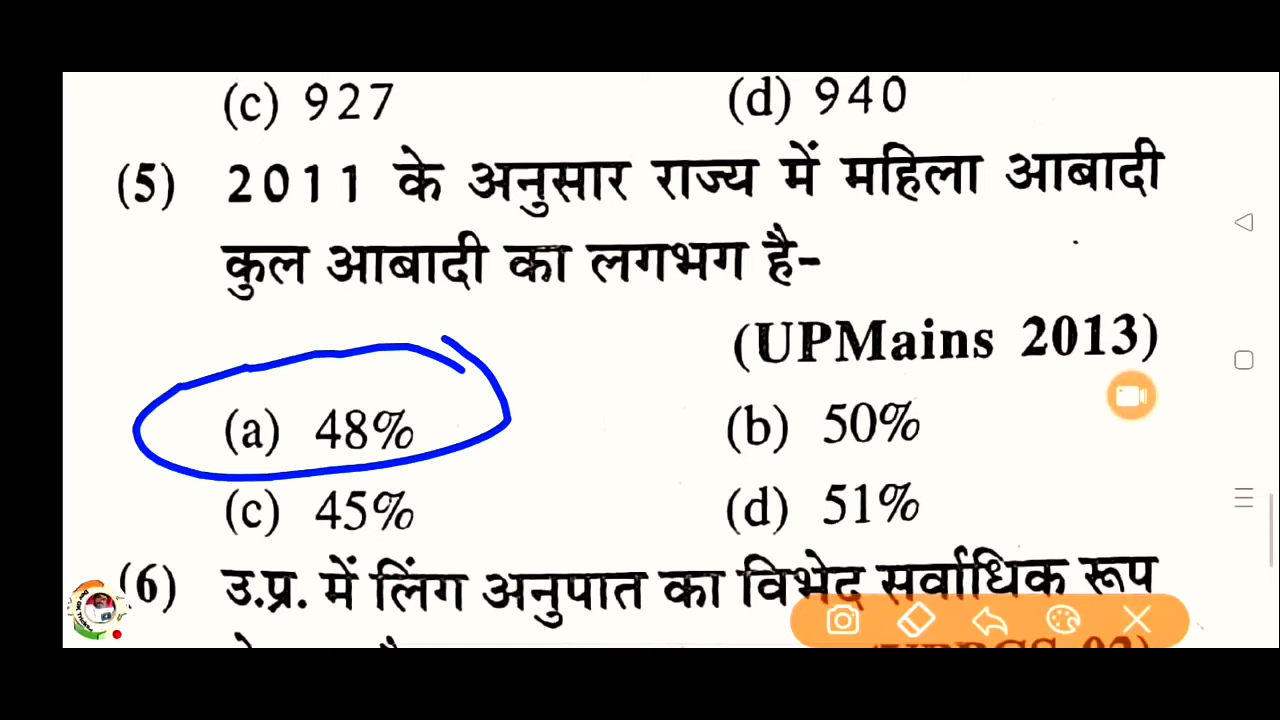 (c) 927 (d) 940
(5) 2011 के अनुसार राज्य में महिला आबादी
कुल आबादी का लगभग है-
(UPMains 2013)
(a) 48% (b) 50%
(c) 45% (d) 51%
(6) उ.प्र. में लिंग अनुपात का विभेद सर्वाधिक रूप